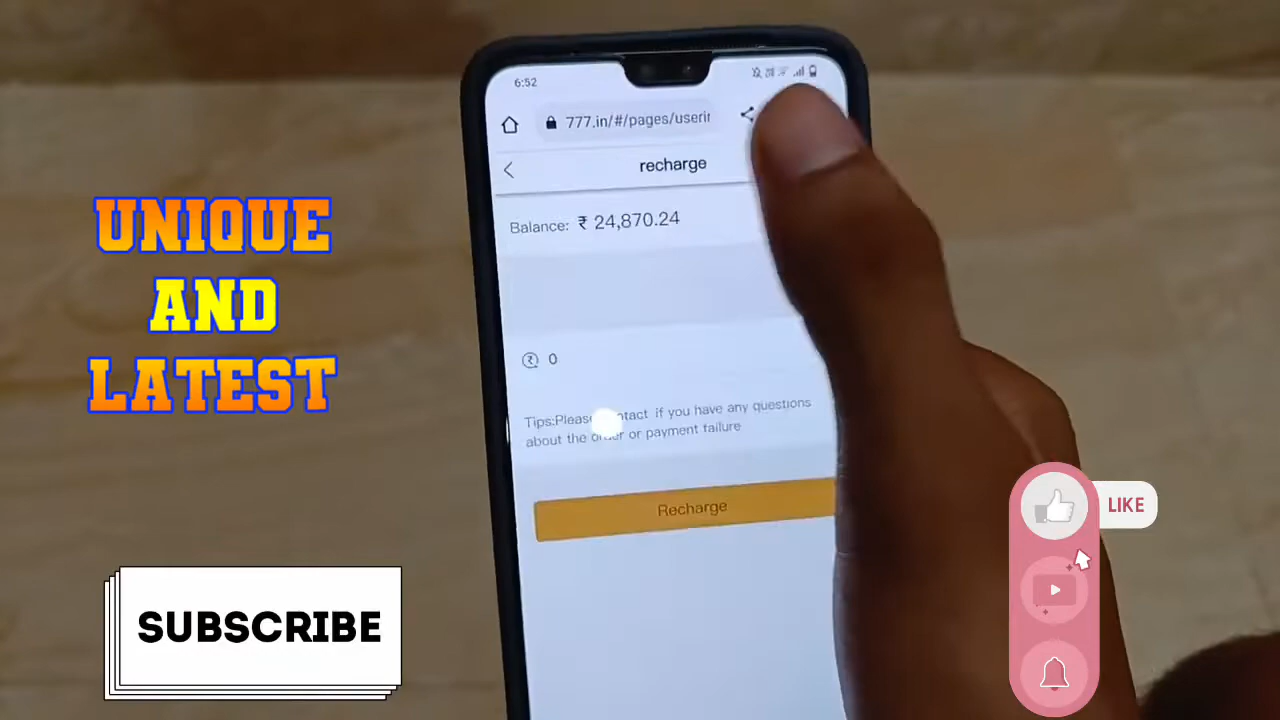 UNIQUE
AND
LATEST
SUBSCRIBE
6:52
777.in/#/pages/userin
recharge
Balance: ₹ 24,870.24
0
Tips:Please contact if you have any questions
about the order or payment failure
Recharge
LIKE